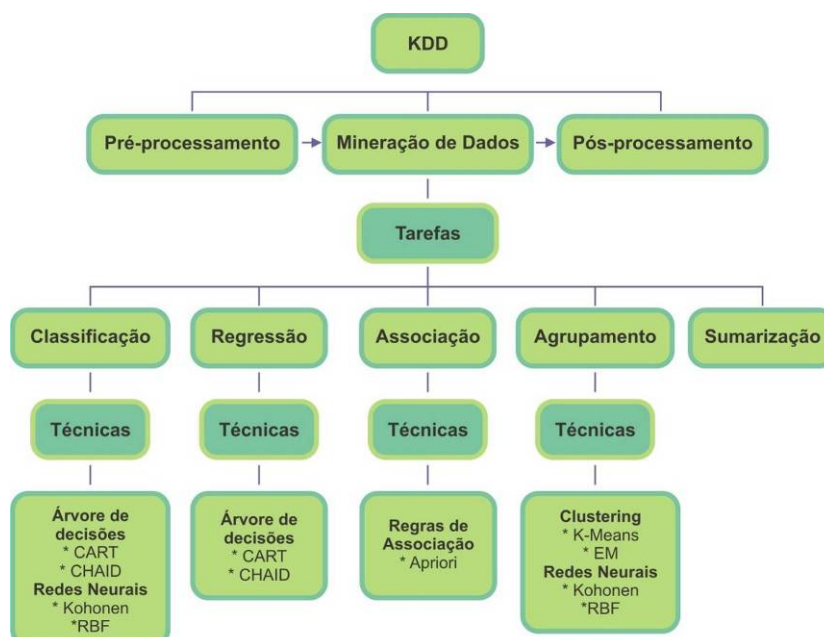 KDD
Pré-processamento
Mineração de Dados
Pós-processamento
Tarefas
Classificação
Regressão
Associação
Agrupamento
Sumarização
Técnicas
Técnicas
Técnicas
Técnicas
Árvore de
decisões
* CART
* CHAID
Redes Neurais
* Kohonen
*RBF
Árvore de
decisões
* CART
* CHAID
Regras de
Associação
* Apriori
Clustering
* K-Means
* EM
Redes Neurais
* Kohonen
*RBF